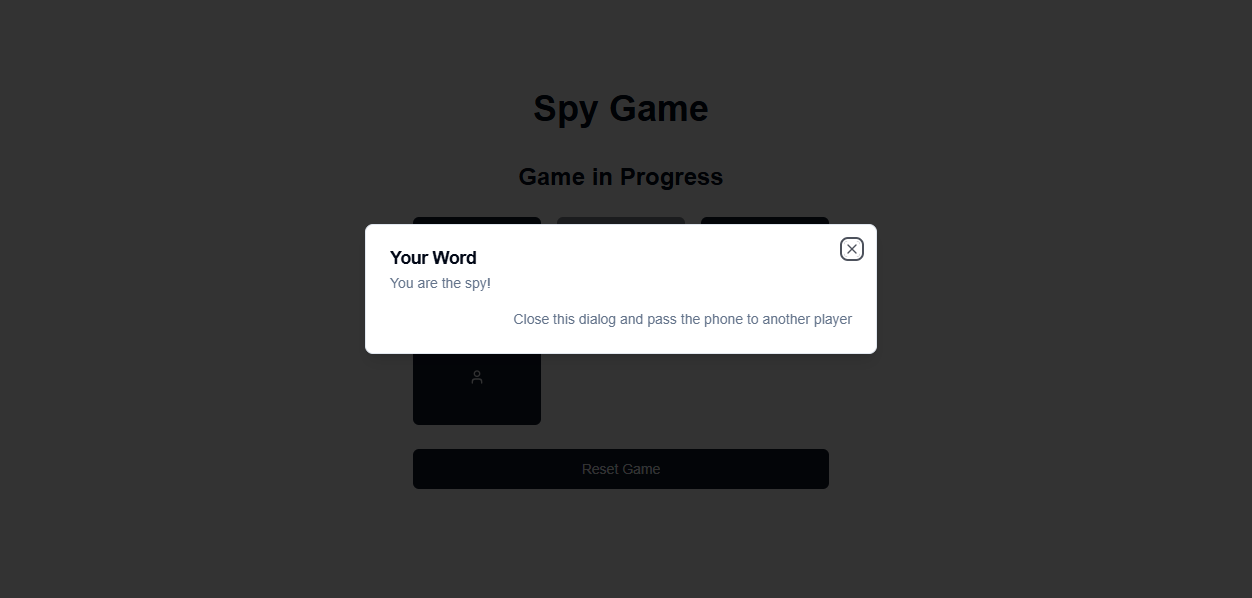 Spy Game
Game in Progress
Your Word
You are the spy!
Close this dialog and pass the phone to another player
Reset Game